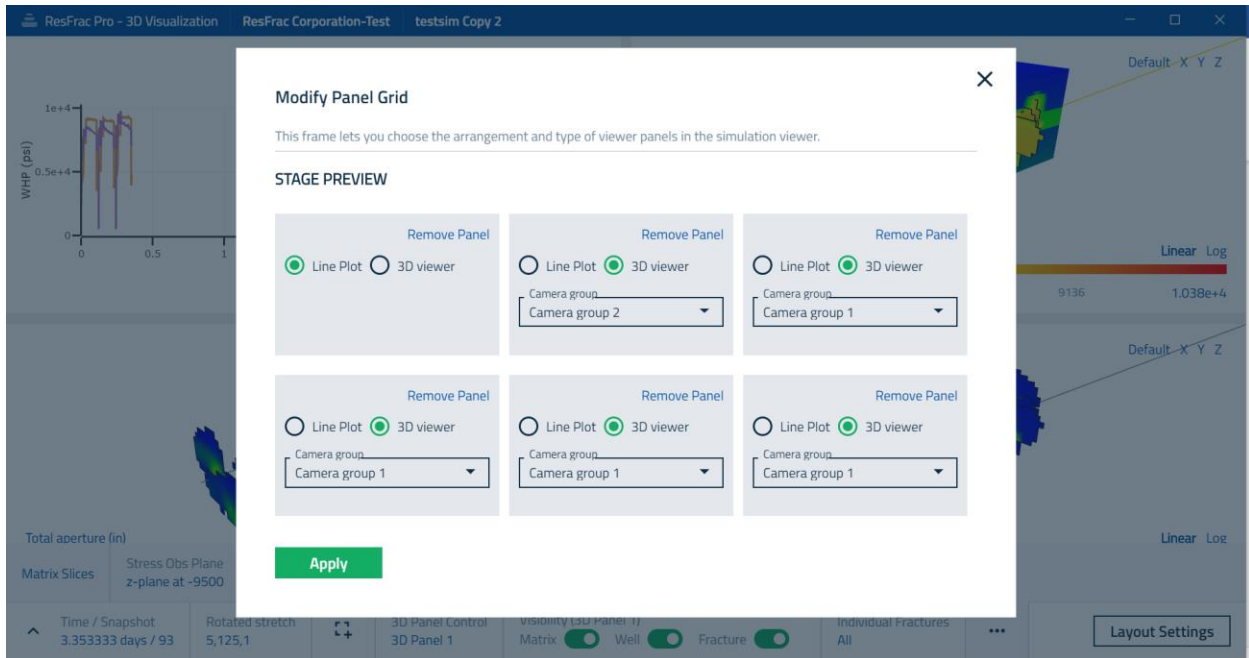 ResFrac Pro - 3D Visualization ResFrac Corporation-Test testsim Copy 2
Default X Y Z
1e+4
WHP (psi)
0.5e+4
0
0 0.5 1
Linear Log
9136 1.038e+4
Modify Panel Grid
This frame lets you choose the arrangement and type of viewer panels in the simulation viewer.
STAGE PREVIEW
Remove Panel Remove Panel Remove Panel
Line Plot 3D viewer Line Plot 3D viewer Line Plot 3D viewer
Camera group Camera group
Camera group 2 Camera group 1
Remove Panel Remove Panel Remove Panel
Line Plot 3D viewer Line Plot 3D viewer Line Plot 3D viewer
Camera group Camera group Camera group
Camera group 1 Camera group 1 Camera group 1
Apply
Default X Y Z
Total aperture (in)
Linear Log
Matrix Slices Stress Obs Plane
z-plane at -9500
Time / Snapshot Rotated stretch 3D Panel Control Visibility (3D Panel 1) Individual Fractures
3.353333 days / 93 5,125,1 3D Panel 1 Matrix Well Fracture All
Layout Settings